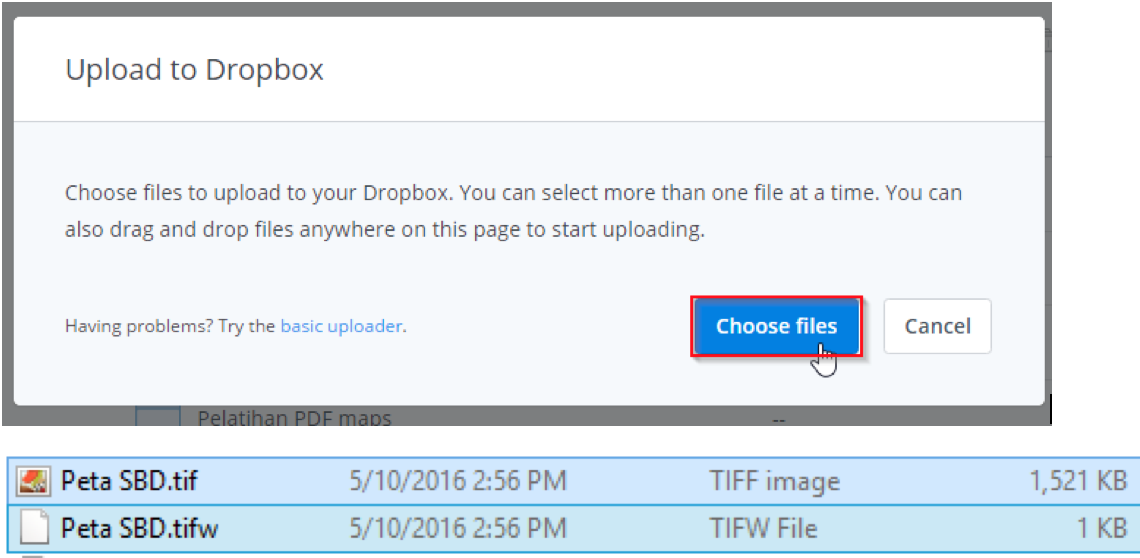 Upload to Dropbox
Choose files to upload to your Dropbox. You can select more than one file at a time. You can
also drag and drop files anywhere on this page to start uploading.
Having problems? Try the basic uploader.
Choose files
Cancel
Pelatihan PDF maps --
Peta SBD.tif 5/10/2016 2:56 PM TIFF image 1,521 KB
Peta SBD.tifw 5/10/2016 2:56 PM TIFW File 1 KB